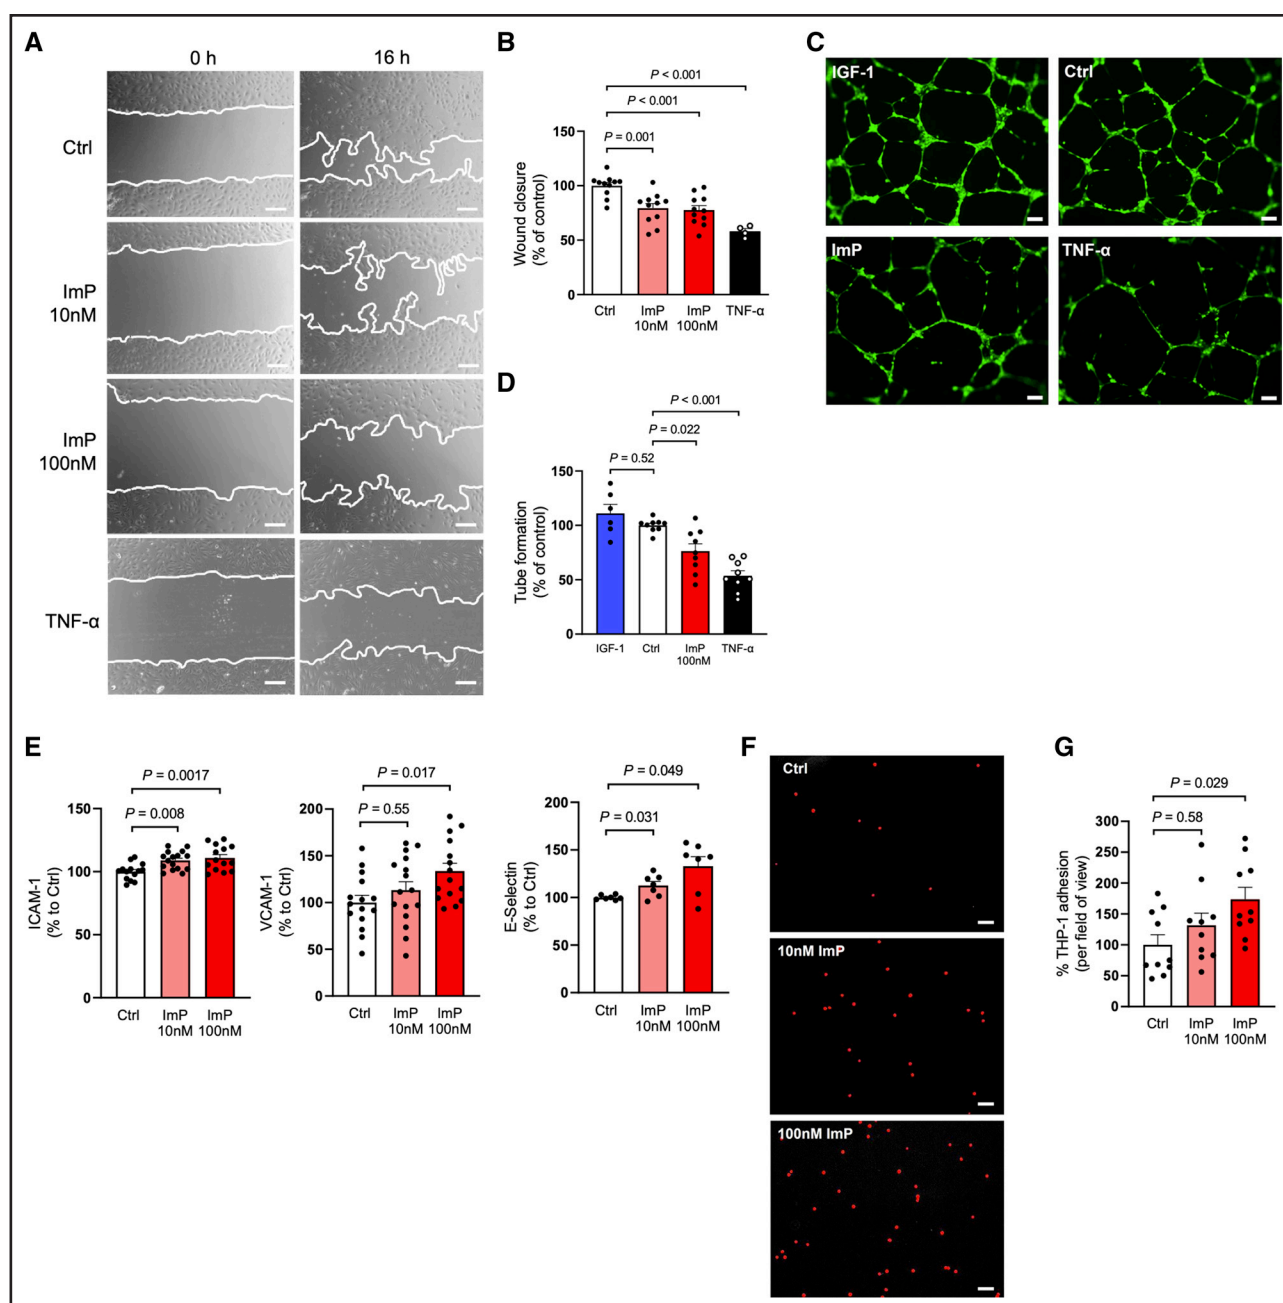 A
0 h
16 h
Ctrl
ImP
10nM
ImP
100nM
TNF-α
B
P < 0.001
P < 0.001
P = 0.001
150
100
50
0
Wound closure
(% of control)
Ctrl
ImP
10nM
ImP
100nM
TNF-α
C
IGF-1
Ctrl
ImP
TNF-α
D
P < 0.001
P = 0.022
P = 0.52
150
100
50
0
Tube formation
(% of control)
IGF-1
Ctrl
ImP
100nM
TNF-α
E
P = 0.0017
P = 0.008
150
100
50
0
ICAM-1
(% to Ctrl)
Ctrl
ImP
10nM
ImP
100nM
P = 0.017
P = 0.55
200
150
100
50
0
VCAM-1
(% to Ctrl)
Ctrl
ImP
10nM
ImP
100nM
P = 0.049
P = 0.031
200
150
100
50
0
E-Selectin
(% to Ctrl)
Ctrl
ImP
10nM
ImP
100nM
F
Ctrl
10nM ImP
100nM ImP
G
P = 0.029
P = 0.58
300
250
200
150
100
50
0
% THP-1 adhesion
(per field of view)
Ctrl
ImP
10nM
ImP
100nM